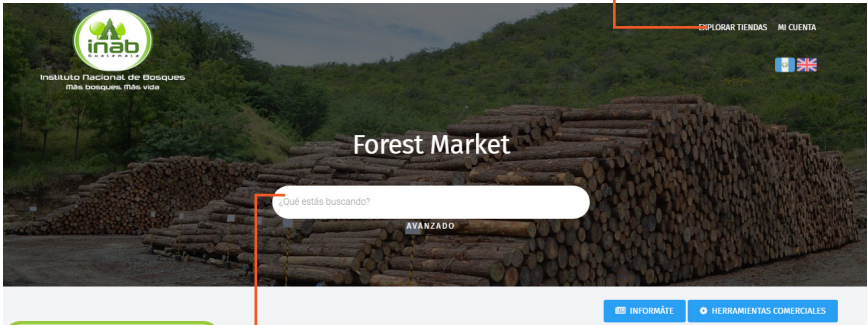 EXPLORAR TIENDAS MI CUENTA
inab
Guatemala
Instituto Nacional de Bosques
Más bosques, Más vida
Forest Market
¿Qué estás buscando?
AVANZADO
INFORMÁTE HERRAMIENTAS COMERCIALES